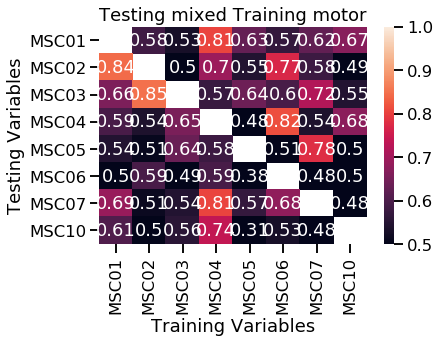 Testing mixed Training motor
MSC01 0.58 0.53 0.81 0.63 0.57 0.62 0.67
MSC02 0.84 0.5 0.7 0.55 0.77 0.58 0.49
MSC03 0.66 0.85 0.57 0.64 0.6 0.72 0.55
MSC04 0.59 0.54 0.65 0.48 0.82 0.54 0.68
MSC05 0.54 0.51 0.64 0.58 0.51 0.78 0.5
MSC06 0.5 0.59 0.49 0.59 0.38 0.48 0.5
MSC07 0.69 0.51 0.54 0.81 0.57 0.68 0.48
MSC10 0.61 0.5 0.56 0.74 0.31 0.53 0.48
MSC01 MSC02 MSC03 MSC04 MSC05 MSC06 MSC07 MSC10
Training Variables
Testing Variables
1.0
0.9
0.8
0.7
0.6
0.5